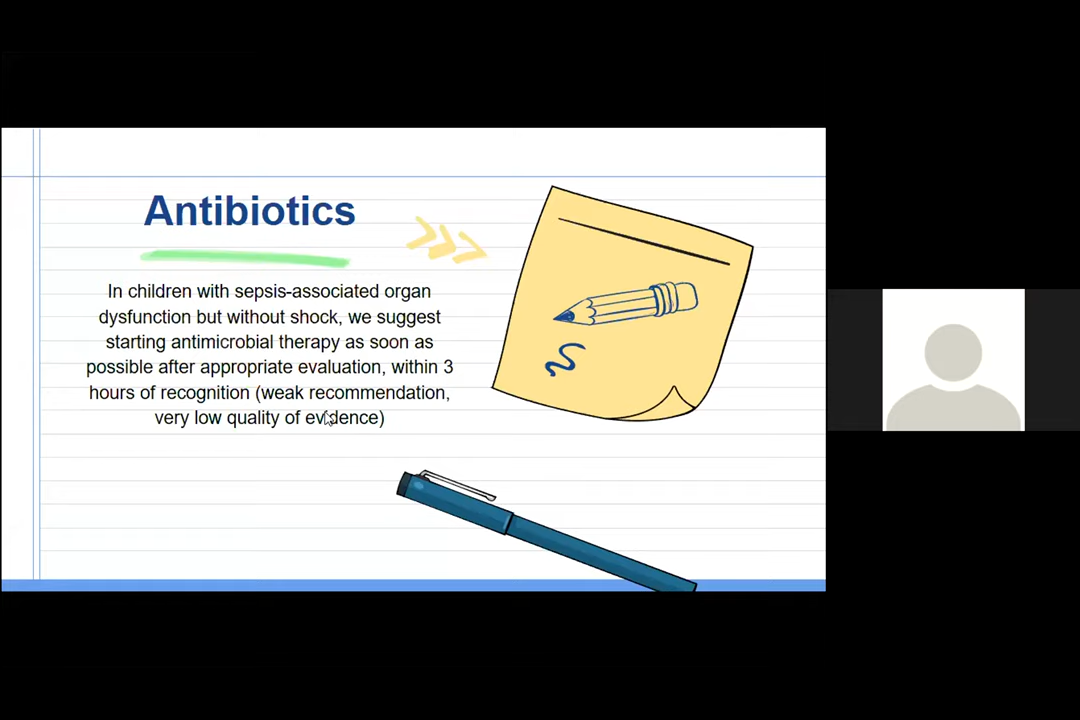 Antibiotics
In children with sepsis-associated organ
dysfunction but without shock, we suggest
starting antimicrobial therapy as soon as
possible after appropriate evaluation, within 3
hours of recognition (weak recommendation,
very low quality of evidence)